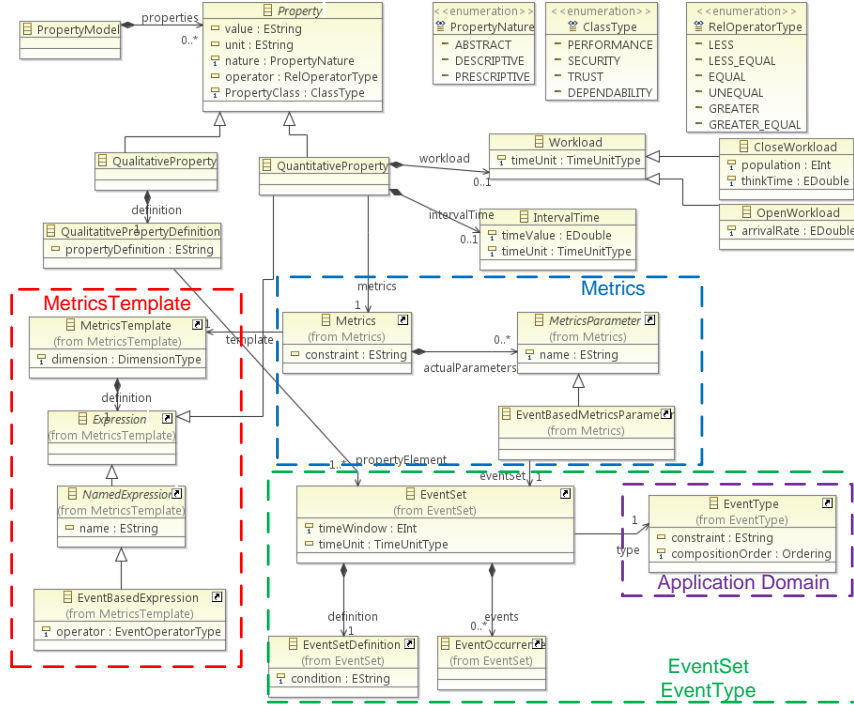 PropertyModel
properties
0..*
Property
value : EString
unit : EString
nature : PropertyNature
operator : RelOperatorType
PropertyClass : ClassType
<<enumeration>>
PropertyNature
ABSTRACT
DESCRIPTIVE
PRESCRIPTIVE
<<enumeration>>
ClassType
PERFORMANCE
SECURITY
TRUST
DEPENDABILITY
<<enumeration>>
RelOperatorType
LESS
LESS_EQUAL
EQUAL
UNEQUAL
GREATER
GREATER_EQUAL
QualitativeProperty
QuantitativeProperty
workload
0..1
Workload
timeUnit : TimeUnitType
CloseWorkload
population : EInt
thinkTime : EDouble
OpenWorkload
arrivalRate : EDouble
definition
1
QualitatitvePropertyDefinition
propertyDefinition : EString
intervalTime
0..1
IntervalTime
timeValue : EDouble
timeUnit : TimeUnitType
metrics
1
Metrics
MetricsTemplate
MetricsTemplate
(from MetricsTemplate)
dimension : DimensionType
1
template
Metrics
(from Metrics)
constraint : EString
0..*
actualParameters
MetricsParameter
(from Metrics)
name : EString
definition
1
Expression
(from MetricsTemplate)
EventBasedMetricsParameter
(from Metrics)
1..*
propertyElement
eventSet
1
NamedExpression
(from MetricsTemplate)
name : EString
EventSet
(from EventSet)
timeWindow : EInt
timeUnit : TimeUnitType
1
type
EventType
(from EventType)
constraint : EString
compositionOrder : Ordering
Application Domain
EventBasedExpression
(from MetricsTemplate)
operator : EventOperatorType
definition
1
events
0..*
EventSetDefinition
(from EventSet)
condition : EString
EventOccurrence
(from EventSet)
EventSet
EventType